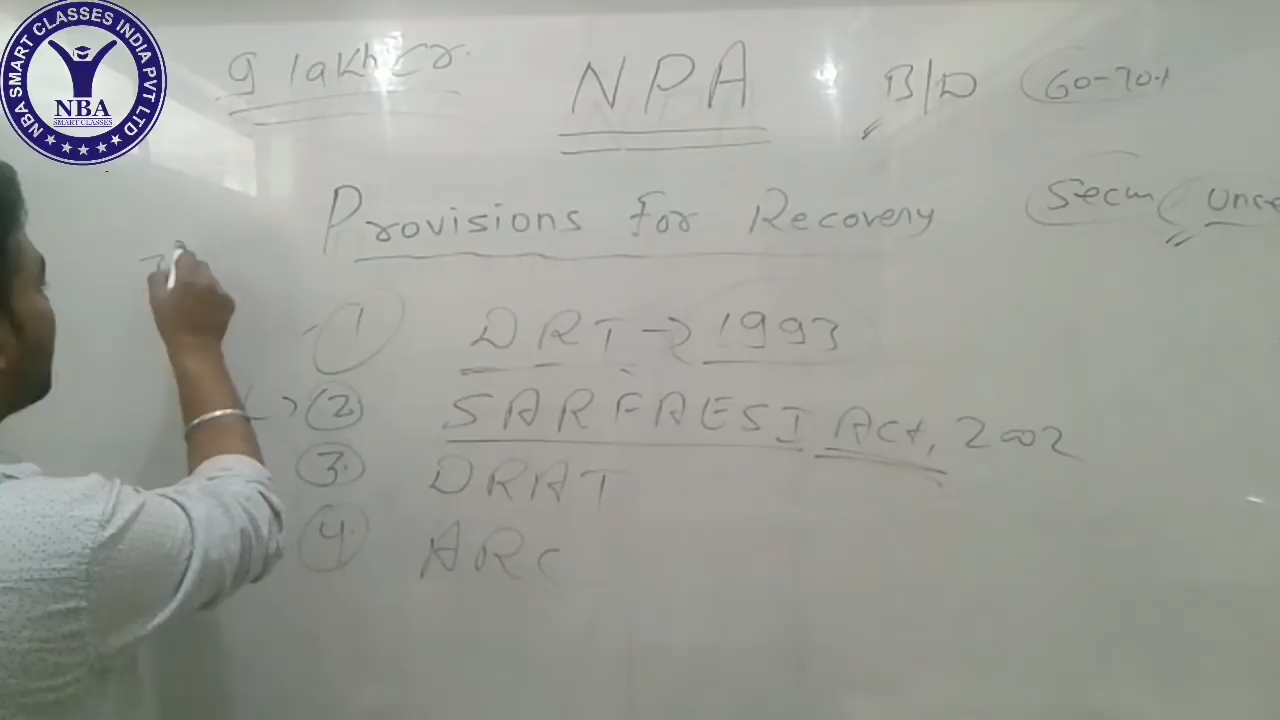 NBA SMART CLASSES INDIA PVT LTD
NBA
SMART CLASSES
9 lakh Cr.
NPA
B/D
60-70%
Provisions For Recovery
Secu
Unse
1 DRT → 1993
2 SARFAESI Act, 2002
3. DRAT
4. ARC